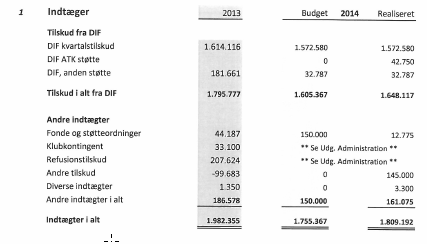 1 Indtæger 2013 Budget 2014 Realiseret
Tilskud fra DIF
DIF kvartalstilskud 1.614.116 1.572.580 1.572.580
DIF ATK støtte 0 42.750
DIF, anden støtte 181.661 32.787 32.787
Tilskud i alt fra DIF 1.795.777 1.605.367 1.648.117
Andre indtægter
Fonde og støtteordninger 44.187 150.000 12.775
Klubkontingent 33.100 ** Se Udg. Administration **
Refusionstilskud 207.624 ** Se Udg. Administration **
Andre tilskud -99.683 0 145.000
Diverse indtægter 1.350 0 3.300
Andre indtægter i alt 186.578 150.000 161.075
Indtægter i alt 1.982.355 1.755.367 1.809.192